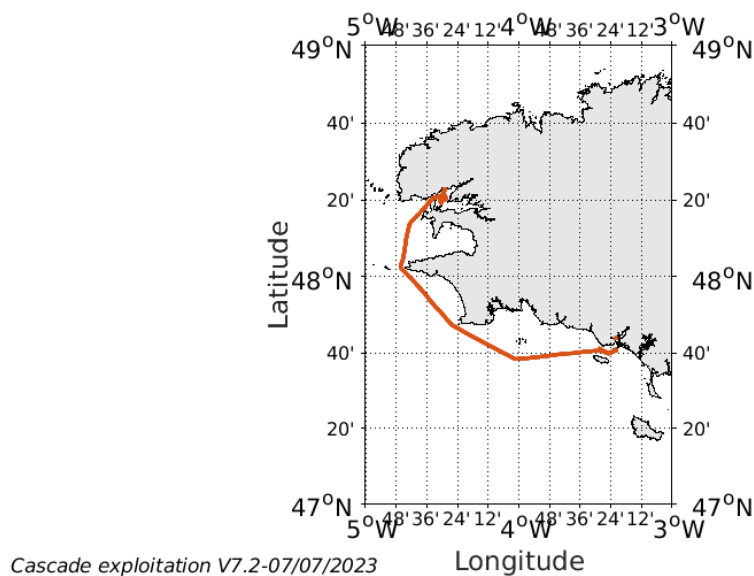 5°W 48' 36' 24' 12' 4°W 48' 36' 24' 12' 3°W
49°N 49°N
40' 40'
20' 20'
48°N 48°N
40' 40'
20' 20'
47°N 47°N
5°W 48' 36' 24' 12' 4°W 48' 36' 24' 12' 3°W
Latitude
Longitude
Cascade exploitation V7.2-07/07/2023